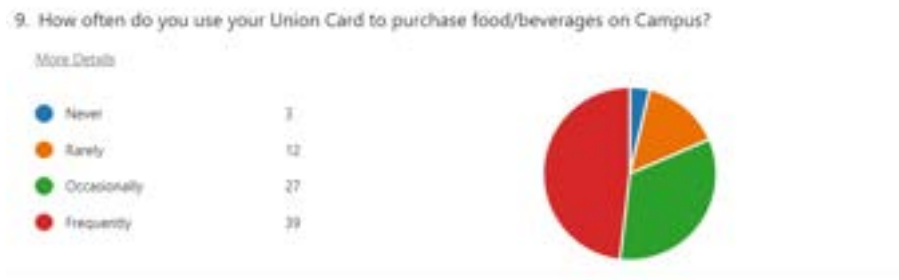 9. How often do you use your Union Card to purchase food/beverages on Campus?
More Details
Never 3
Rarely 12
Occasionally 27
Frequently 39